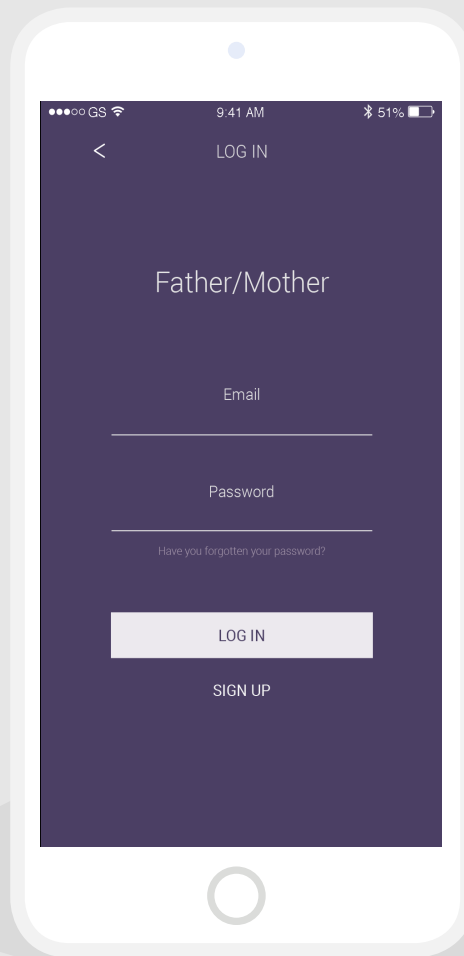 GS 9:41 AM 51%
< LOG IN
Father/Mother
Email
Password
Have you forgotten your password?
LOG IN
SIGN UP